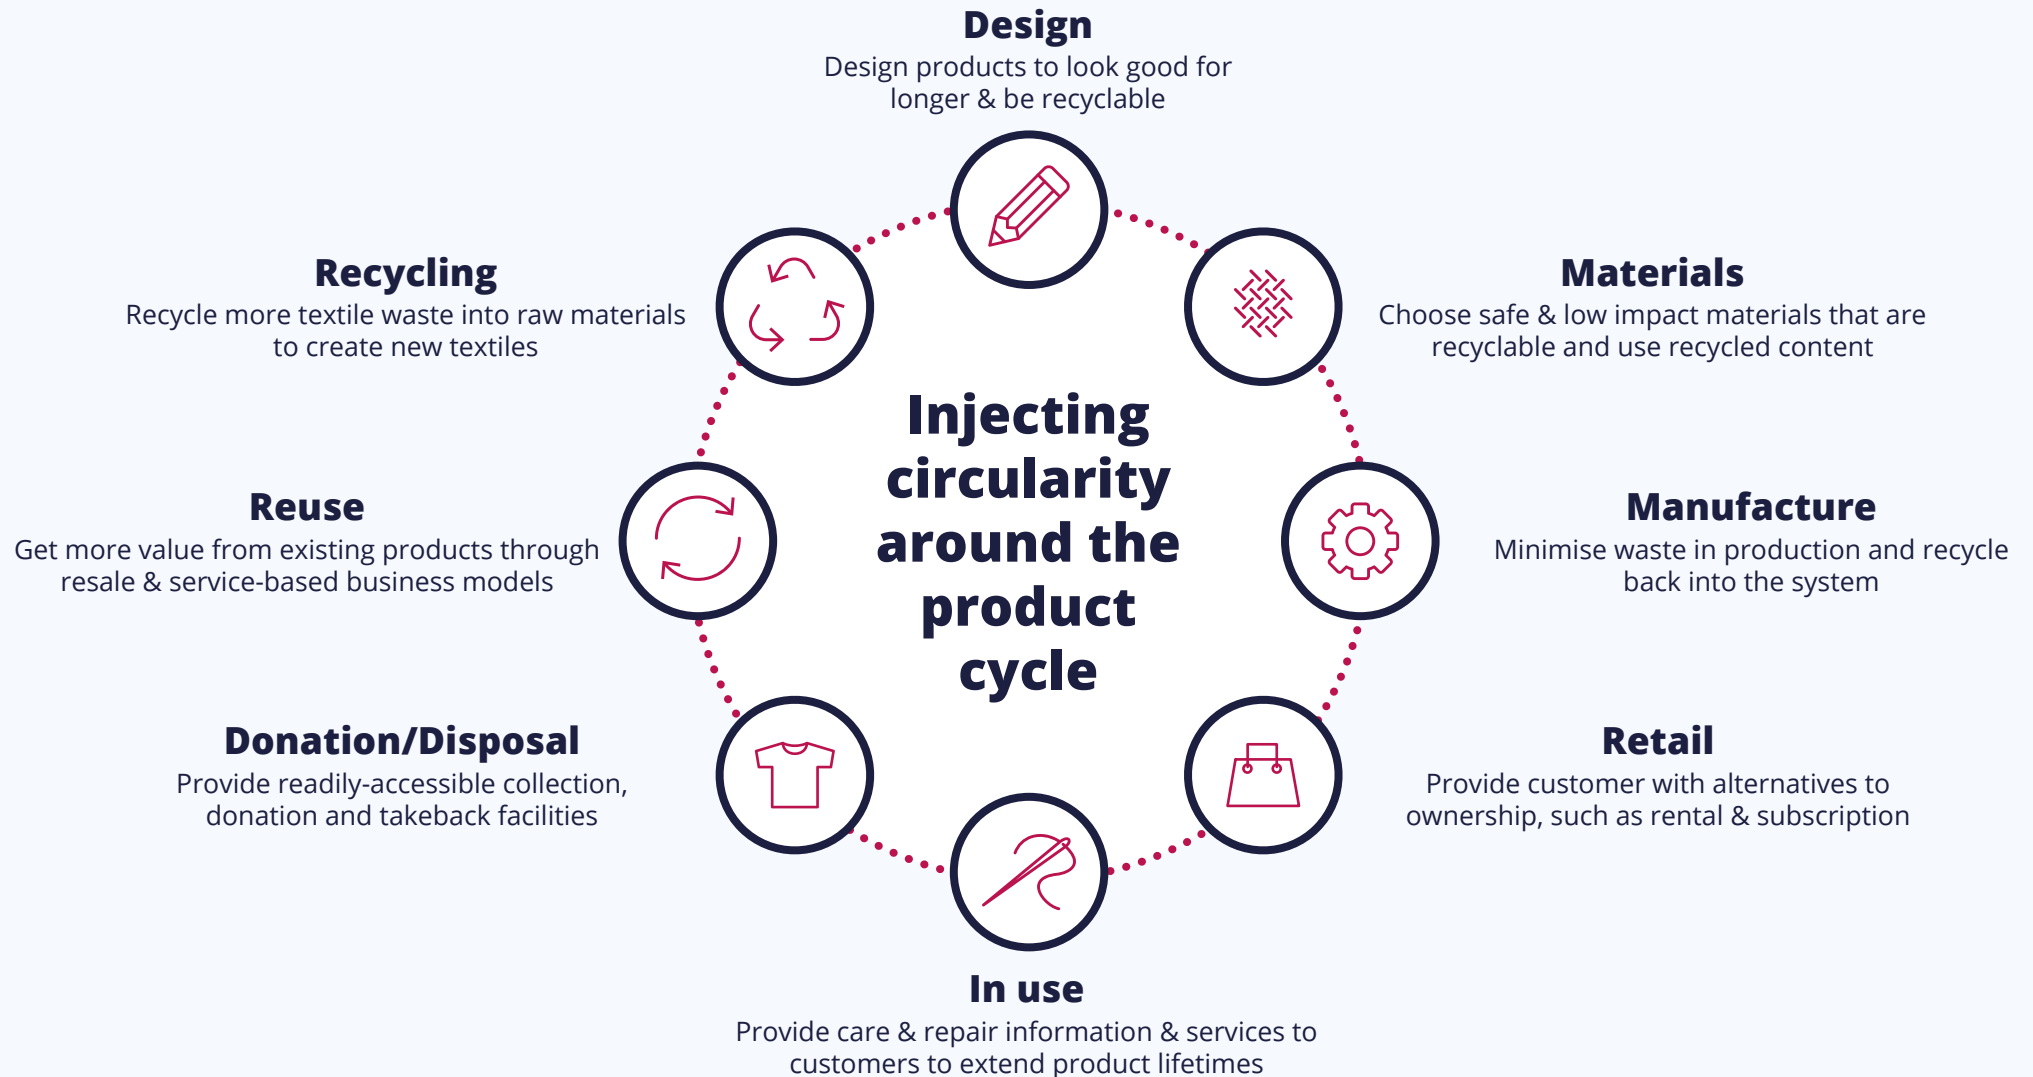 Design
Design products to look good for
longer & be recyclable
Materials
Choose safe & low impact materials that are
recyclable and use recycled content
Manufacture
Minimise waste in production and recycle
back into the system
Retail
Provide customer with alternatives to
ownership, such as rental & subscription
In use
Provide care & repair information & services to
customers to extend product lifetimes
Donation/Disposal
Provide readily-accessible collection,
donation and takeback facilities
Reuse
Get more value from existing products through
resale & service-based business models
Recycling
Recycle more textile waste into raw materials
to create new textiles
Injecting
circularity
around the
product
cycle